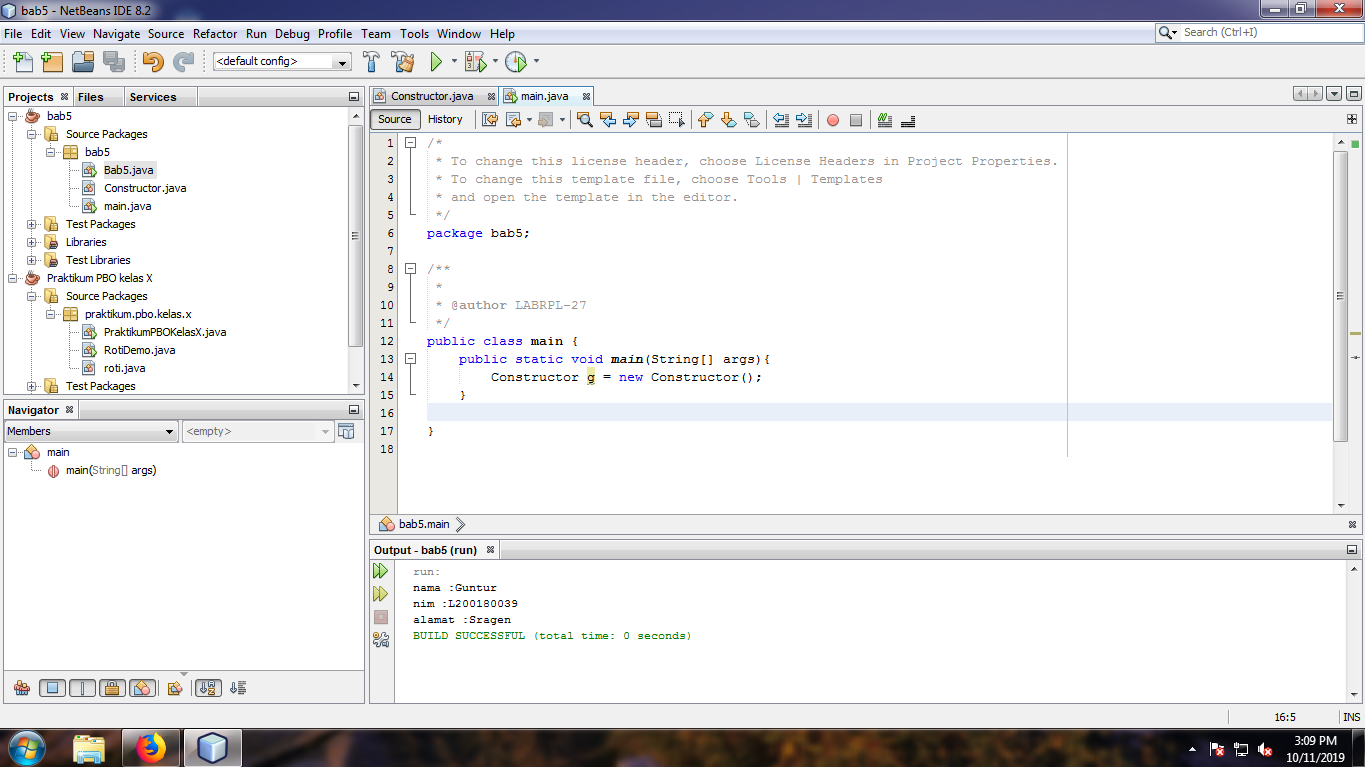 bab5 - NetBeans IDE 8.2
File Edit View Navigate Source Refactor Run Debug Profile Team Tools Window Help
Search (Ctrl+I)
<default config>
Projects Files Services
bab5
Source Packages
bab5
Bab5.java
Constructor.java
main.java
Test Packages
Libraries
Test Libraries
Praktikum PBO kelas X
Source Packages
praktikum.pbo.kelas.x
PraktikumPBOKelasX.java
RotiDemo.java
roti.java
Test Packages
Navigator
Members <empty>
main
main(String[] args)
Constructor.java main.java
Source History
1 /*
2 * To change this license header, choose License Headers in Project Properties.
3 * To change this template file, choose Tools | Templates
4 * and open the template in the editor.
5 */
6 package bab5;
7
8 /**
9 *
10 * @author LABRPL-27
11 */
12 public class main {
13 public static void main(String[] args){
14 Constructor g = new Constructor();
15 }
16
17 }
18
bab5.main
Output - bab5 (run)
run:
nama :Guntur
nim :L200180039
alamat :Sragen
BUILD SUCCESSFUL (total time: 0 seconds)
16:5 INS
3:09 PM
10/11/2019